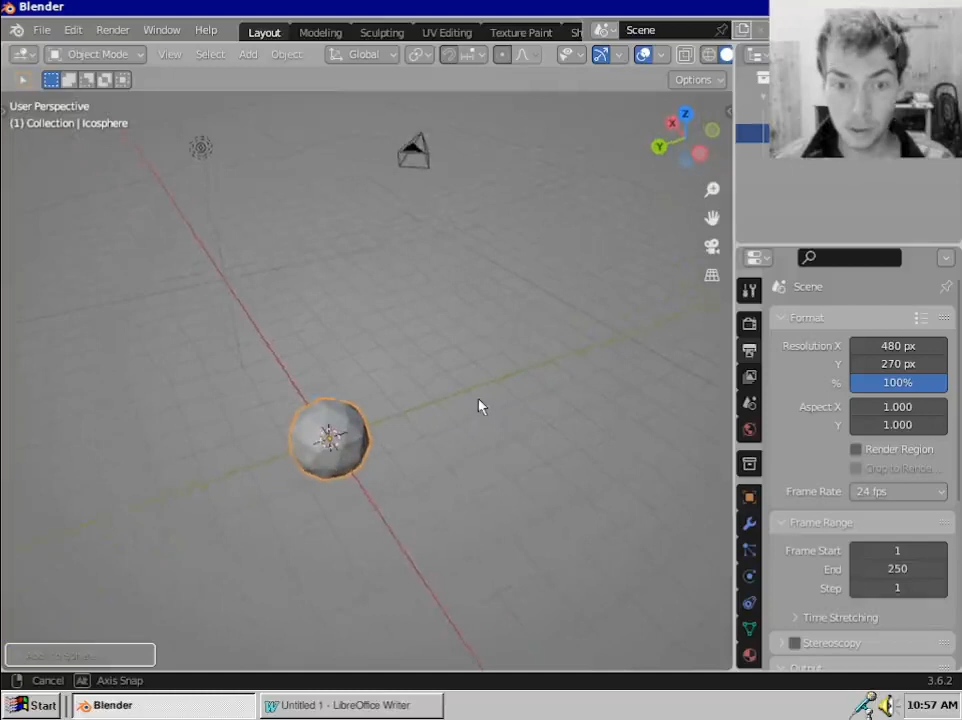 Blender
File Edit Render Window Help Layout Modeling Sculpting UV Editing Texture Paint Sh Scene
Object Mode View Select Add Object Global
Options
User Perspective
(1) Collection | Icosphere
Z
X
Y
Scene
Format
Resolution X 480 px
Y 270 px
% 100%
Aspect X 1.000
Y 1.000
Render Region
Crop to Rende...
Frame Rate 24 fps
Frame Range
Frame Start 1
End 250
Step 1
Time Stretching
Stereoscopy
Output
Cancel Alt Axis Snap 3.6.2
Start Blender Untitled 1 - LibreOffice Writer 10:57 AM